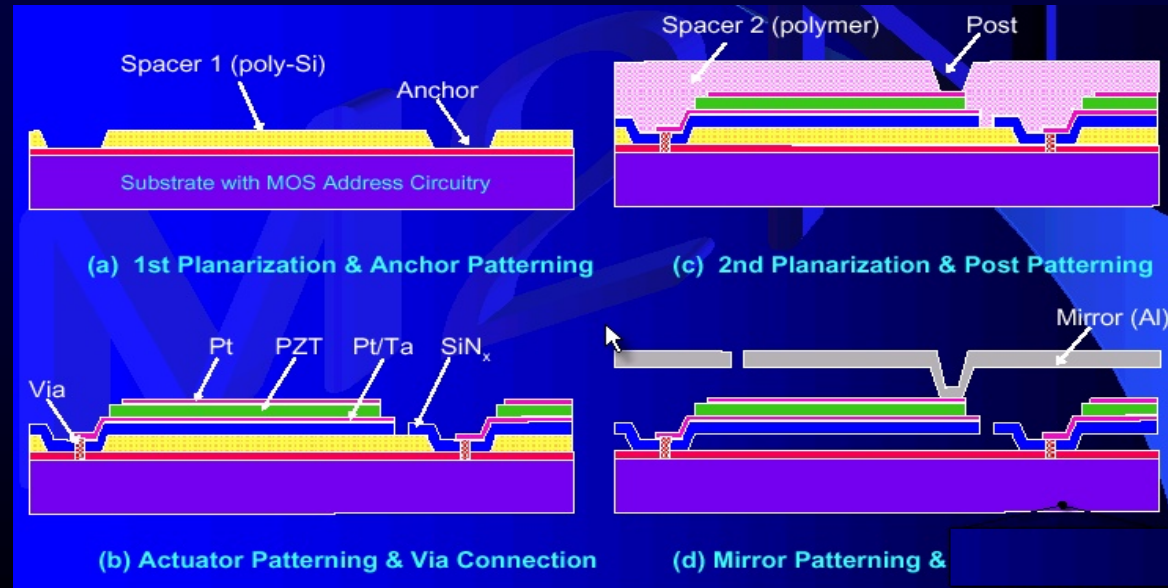 Spacer 1 (poly-Si)
Anchor
Substrate with MOS Address Circuitry
(a) 1st Planarization & Anchor Patterning
Spacer 2 (polymer)
Post
(c) 2nd Planarization & Post Patterning
Pt
PZT
Pt/Ta
SiNx
Via
(b) Actuator Patterning & Via Connection
Mirror (Al)
(d) Mirror Patterning &